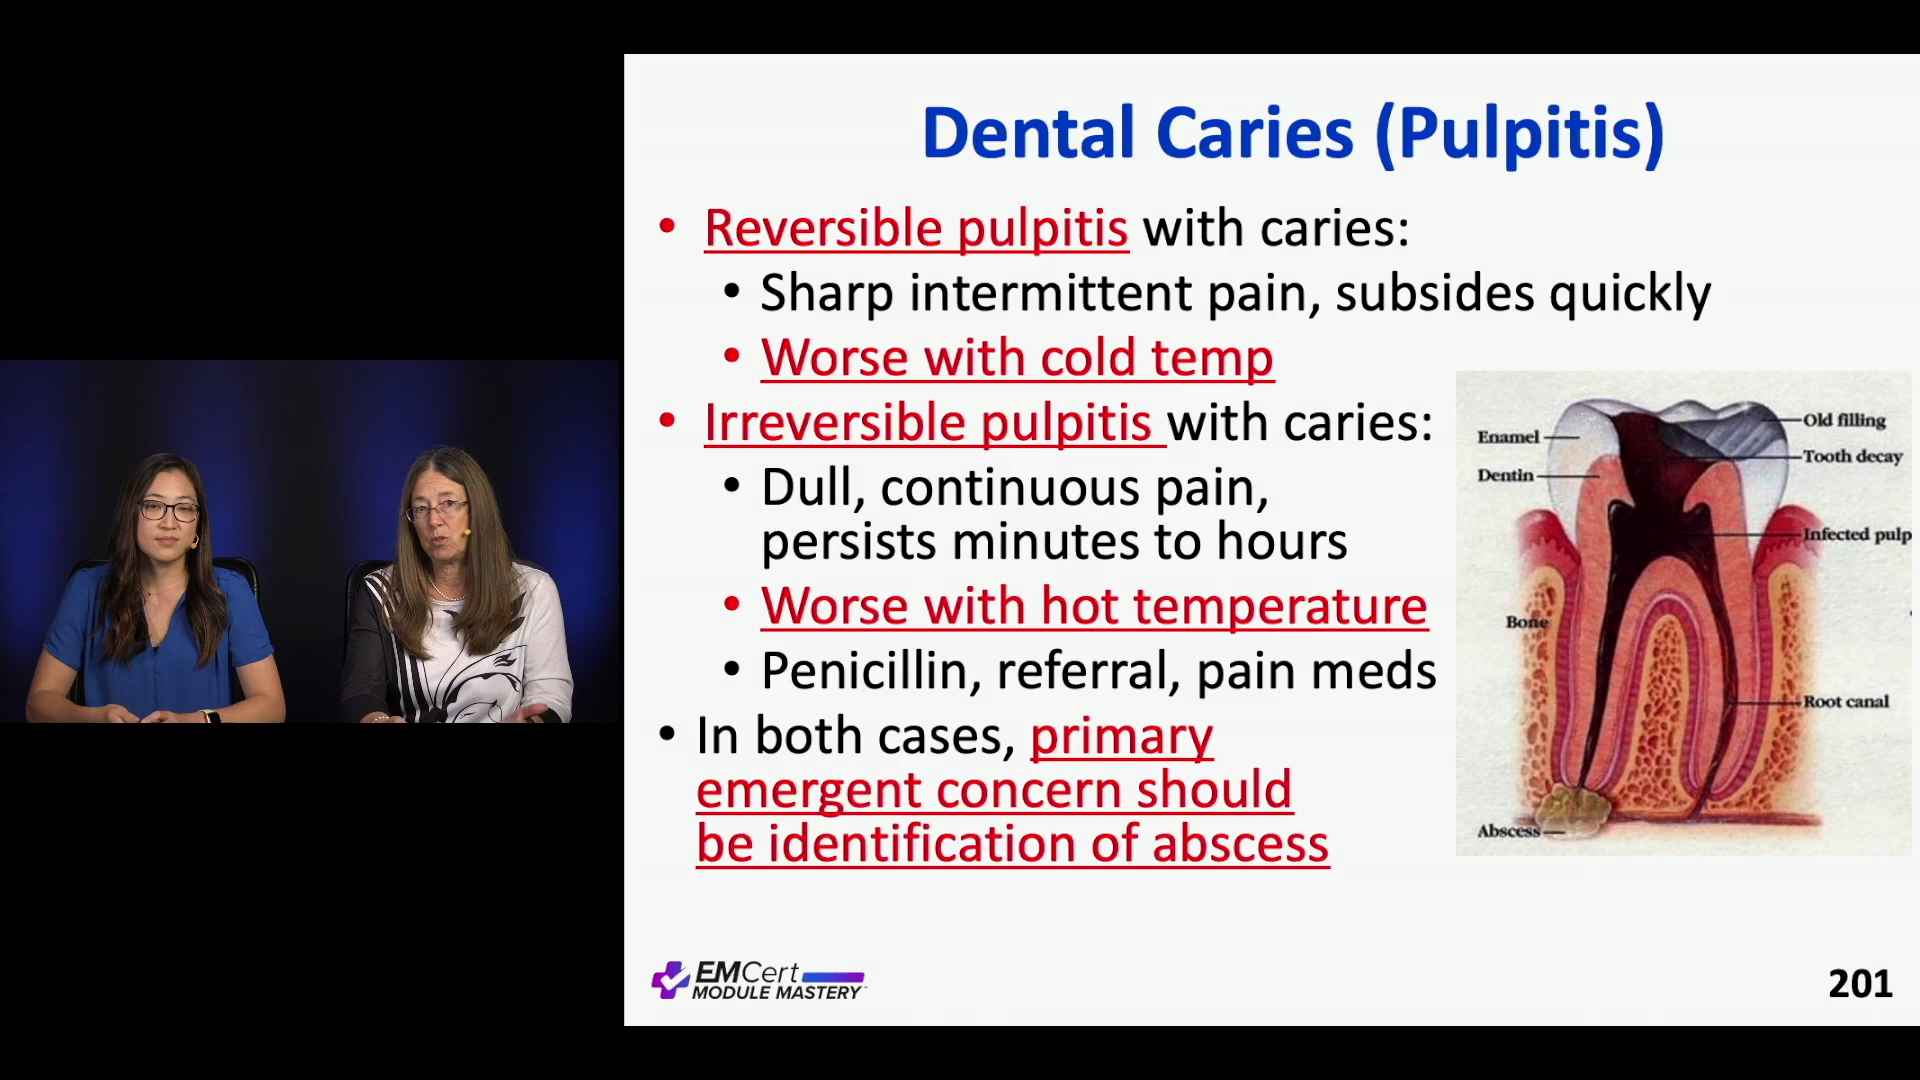 Dental Caries (Pulpitis)
• Reversible pulpitis with caries:
• Sharp intermittent pain, subsides quickly
• Worse with cold temp
• Irreversible pulpitis with caries:
• Dull, continuous pain,
persists minutes to hours
• Worse with hot temperature
• Penicillin, referral, pain meds
• In both cases, primary
emergent concern should
be identification of abscess
Enamel
Dentin
Bone
Abscess
Old filling
Tooth decay
Infected pulp
Root canal
EMCert
MODULE MASTERY™
201